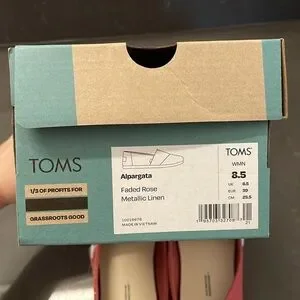 TOMS
1/3 OF PROFITS FOR
GRASSROOTS GOOD
Alpargata
Faded Rose
Metallic Linen
MADE IN VIETNAM
TOMS
WMN
8.5
UK 6.5
EUR 39
CM 25.5
21